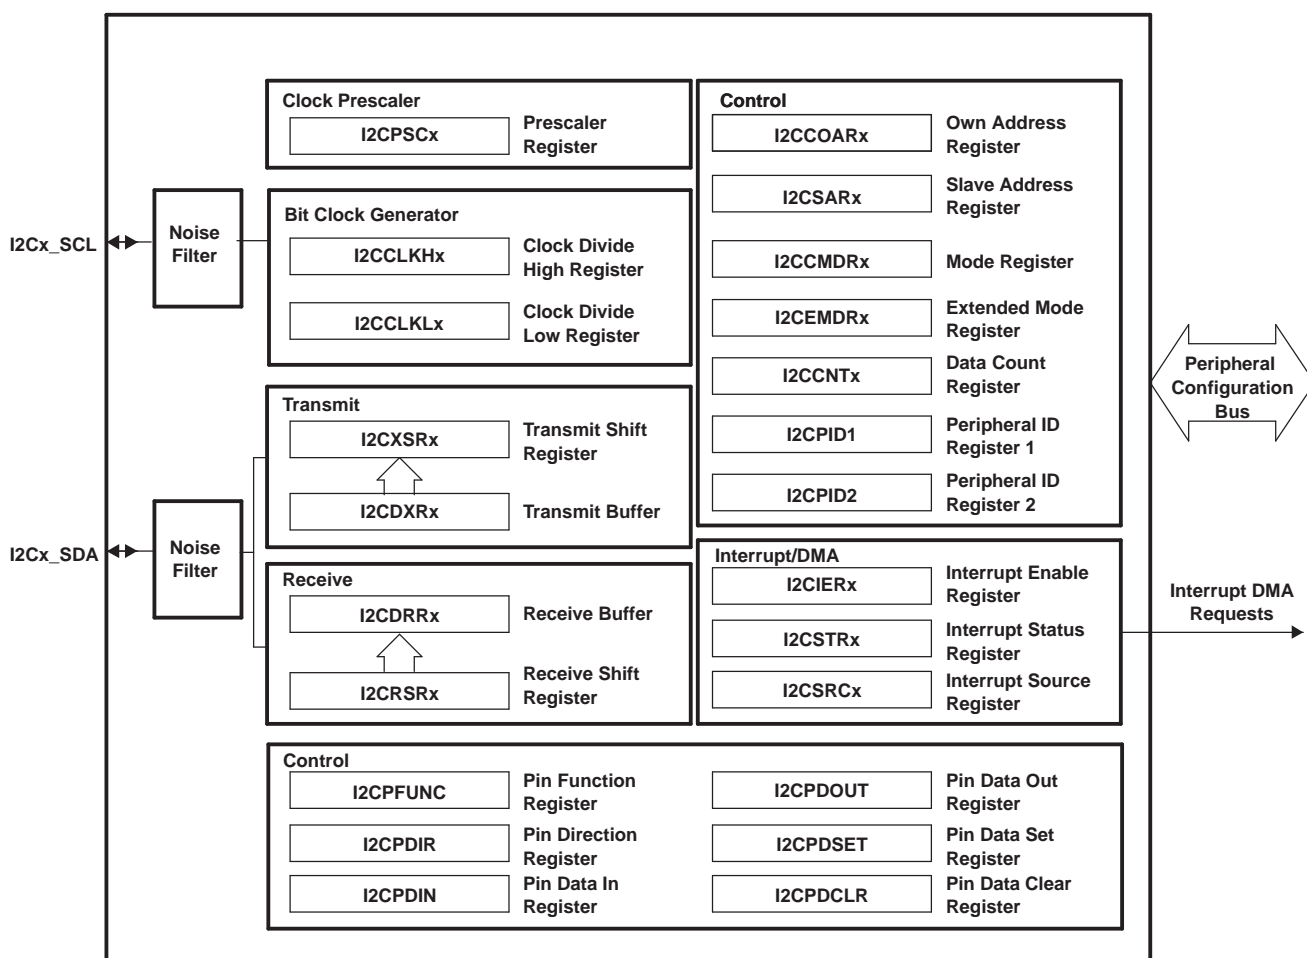 Clock Prescaler
I2CPSCx
Prescaler
Register
Bit Clock Generator
I2CCLKHx
Clock Divide
High Register
I2CCLKLx
Clock Divide
Low Register
I2Cx_SCL
Noise
Filter
Transmit
I2CXSRx
Transmit Shift
Register
I2CDXRx
Transmit Buffer
I2Cx_SDA
Noise
Filter
Receive
I2CDRRx
Receive Buffer
I2CRSRx
Receive Shift
Register
Control
I2CCOARx
Own Address
Register
I2CSARx
Slave Address
Register
I2CCMDRx
Mode Register
I2CEMDRx
Extended Mode
Register
I2CCNTx
Data Count
Register
I2CPID1
Peripheral ID
Register 1
I2CPID2
Peripheral ID
Register 2
Peripheral
Configuration
Bus
Interrupt/DMA
I2CIERx
Interrupt Enable
Register
I2CSTRx
Interrupt Status
Register
I2CSRCx
Interrupt Source
Register
Interrupt DMA
Requests
Control
I2CPFUNC
Pin Function
Register
I2CPDIR
Pin Direction
Register
I2CPDIN
Pin Data In
Register
I2CPDOUT
Pin Data Out
Register
I2CPDSET
Pin Data Set
Register
I2CPDCLR
Pin Data Clear
Register